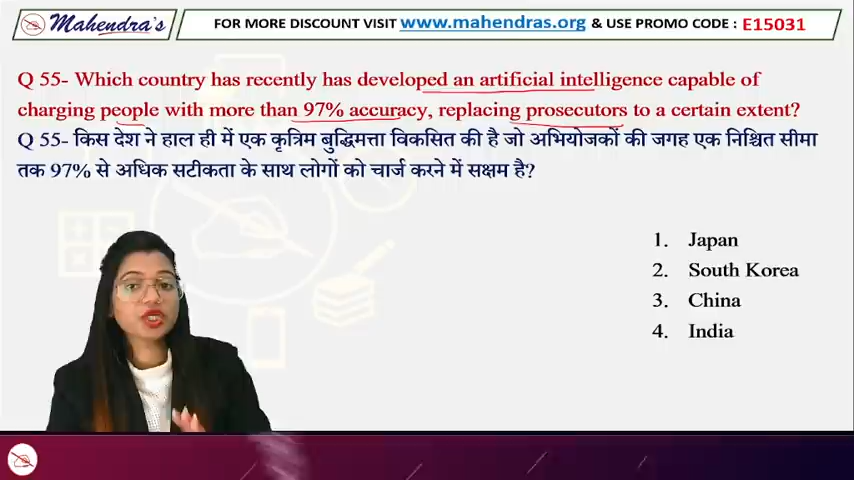 Mahendra's
FOR MORE DISCOUNT VISIT www.mahendras.org & USE PROMO CODE : E15031
Q 55- Which country has recently has developed an artificial intelligence capable of
charging people with more than 97% accuracy, replacing prosecutors to a certain extent?
Q 55- किस देश ने हाल ही में एक कृत्रिम बुद्धिमत्ता विकसित की है जो अभियोजकों की जगह एक निश्चित सीमा
तक 97% से अधिक सटीकता के साथ लोगों को चार्ज करने में सक्षम है?
1. Japan
2. South Korea
3. China
4. India